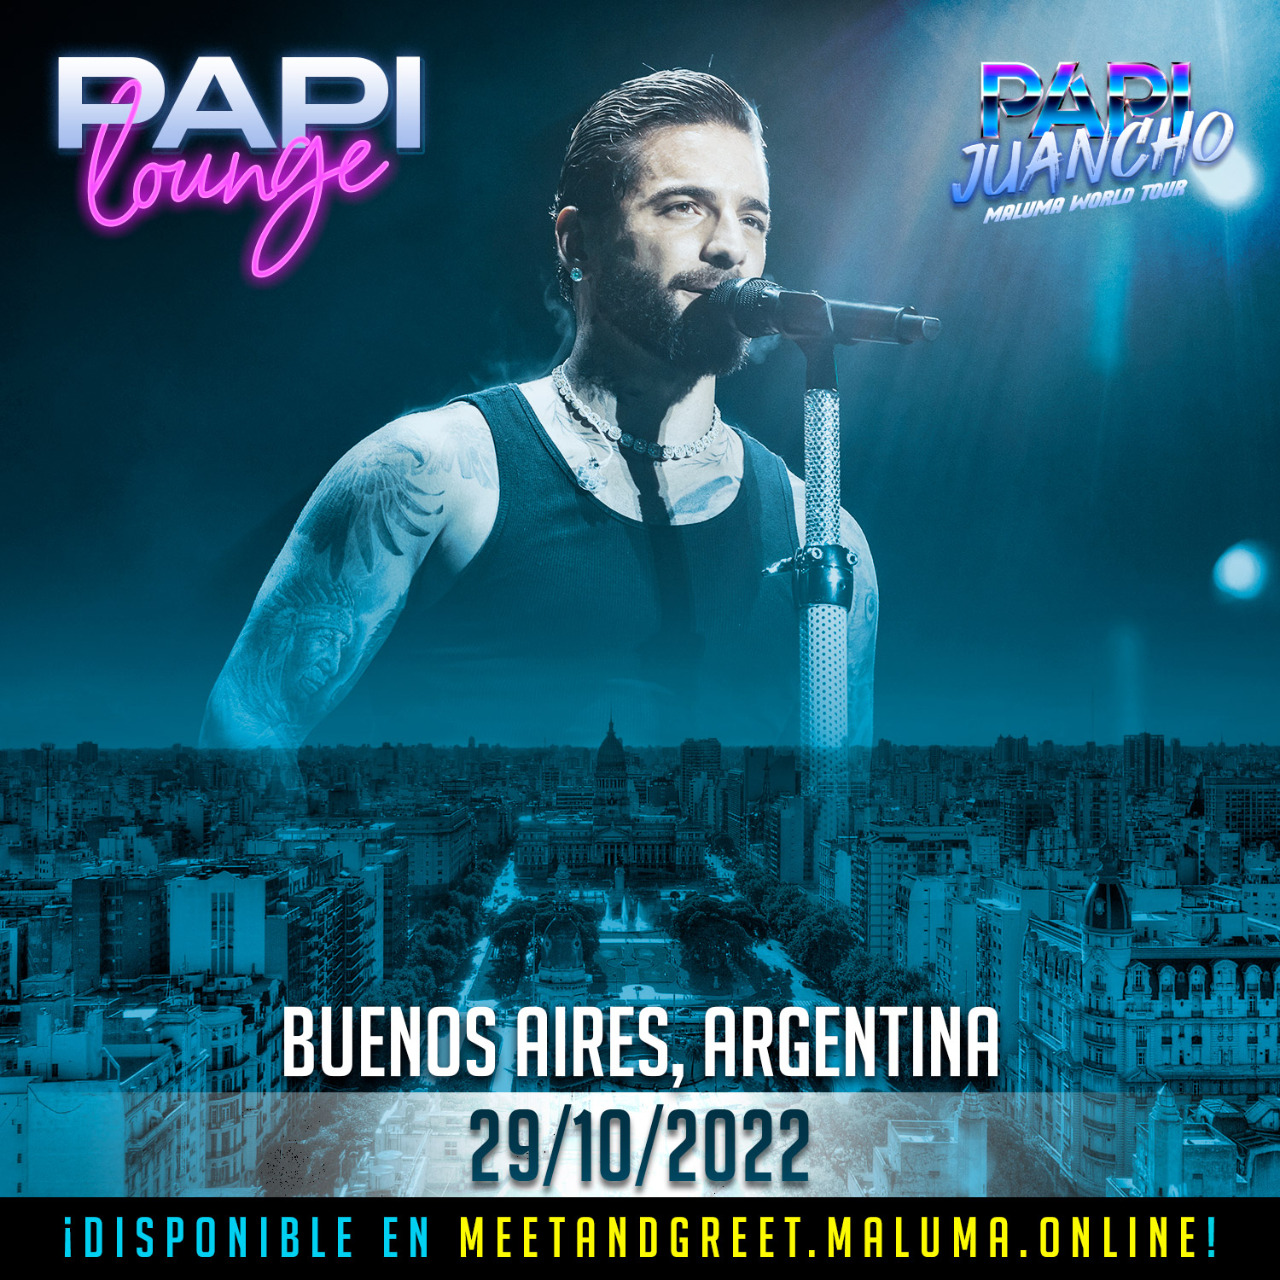 PAPI
lounge
PAPI
JUANCHO
MALUMA WORLD TOUR
BUENOS AIRES, ARGENTINA
29/10/2022
¡DISPONIBLE EN MEETANDGREET.MALUMA.ONLINE!